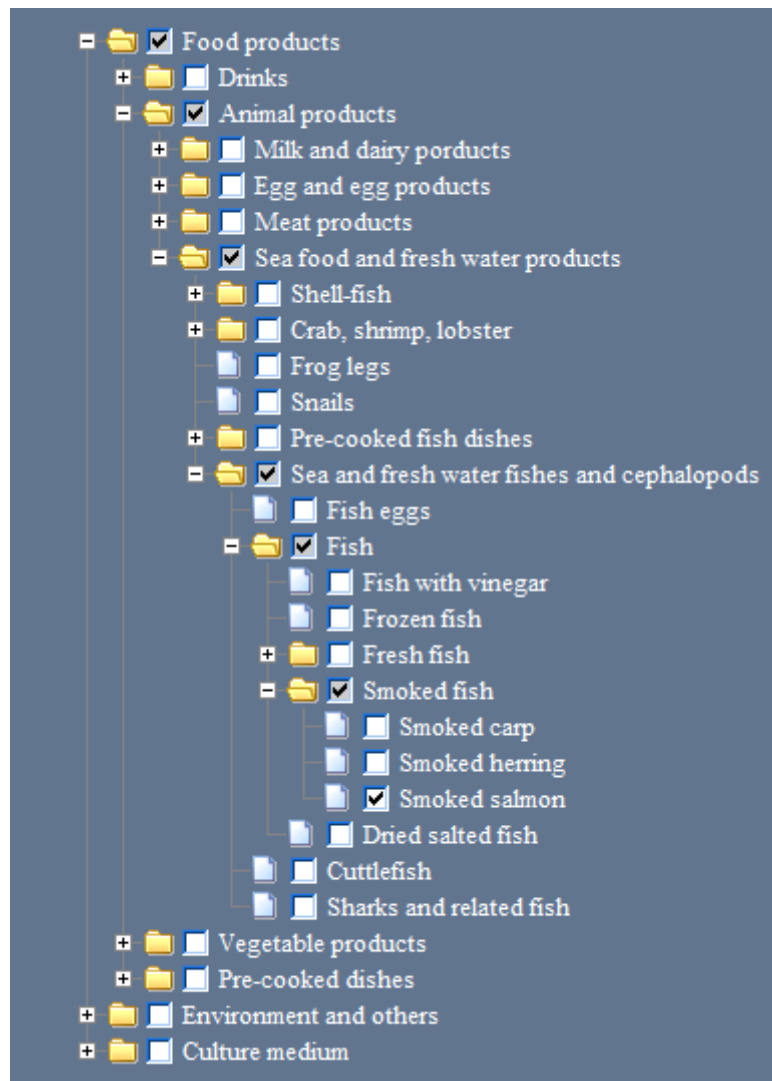 Food products
Drinks
Animal products
Milk and dairy porducts
Egg and egg products
Meat products
Sea food and fresh water products
Shell-fish
Crab, shrimp, lobster
Frog legs
Snails
Pre-cooked fish dishes
Sea and fresh water fishes and cephalopods
Fish eggs
Fish
Fish with vinegar
Frozen fish
Fresh fish
Smoked fish
Smoked carp
Smoked herring
Smoked salmon
Dried salted fish
Cuttlefish
Sharks and related fish
Vegetable products
Pre-cooked dishes
Environment and others
Culture medium